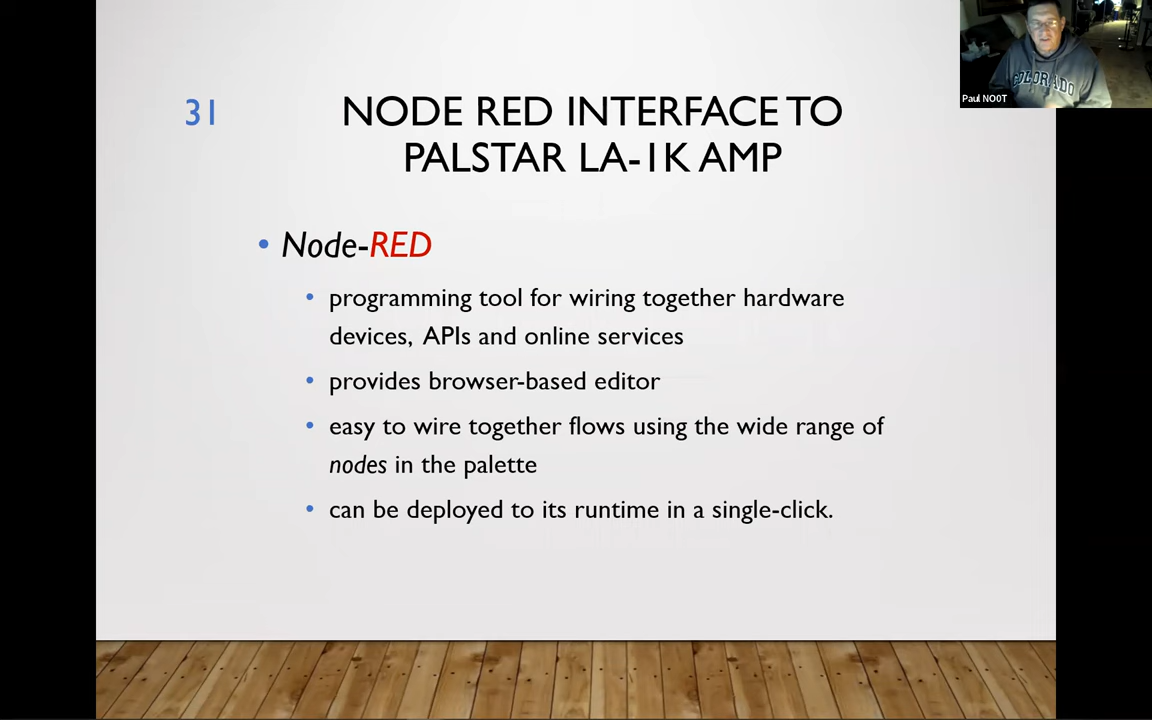 31
NODE RED INTERFACE TO
PALSTAR LA-1K AMP
• Node-RED
• programming tool for wiring together hardware
devices, APIs and online services
• provides browser-based editor
• easy to wire together flows using the wide range of
nodes in the palette
• can be deployed to its runtime in a single-click.
COLORADO
Paul N0OT